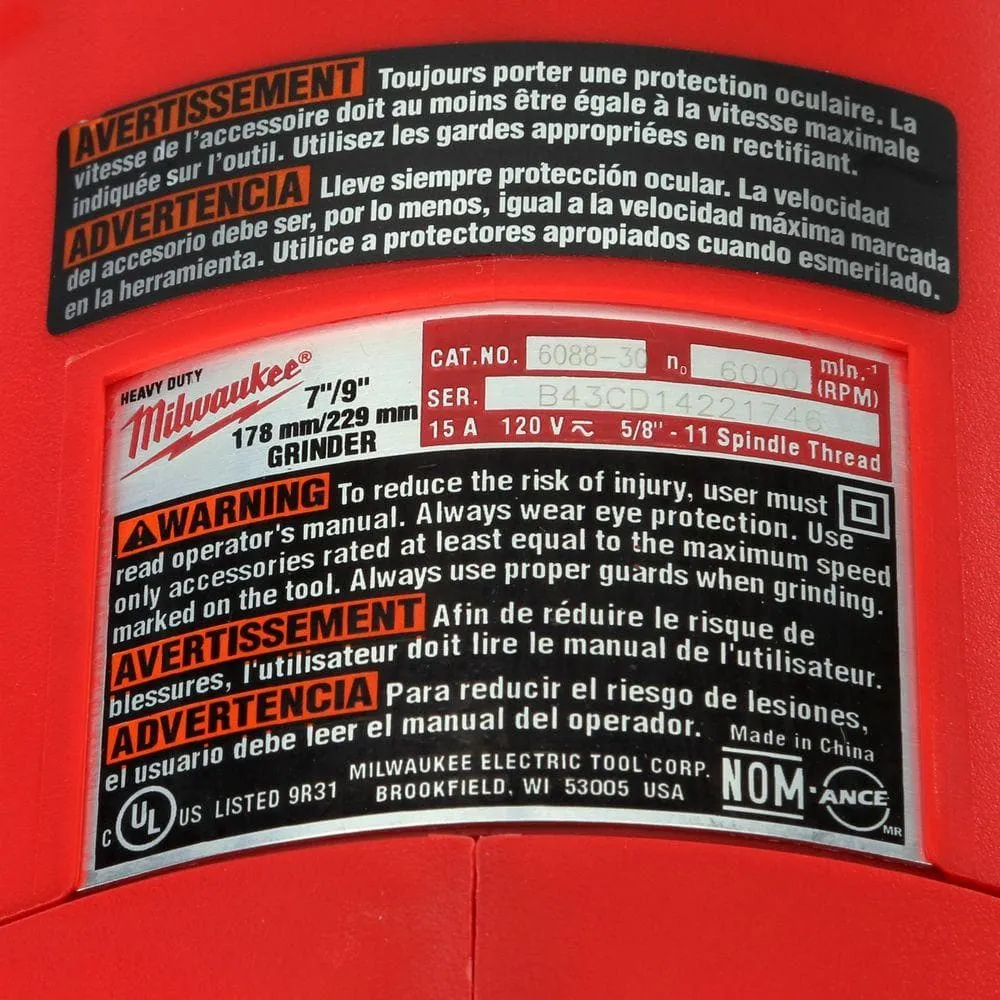 AVERTISSEMENT Toujours porter une protection oculaire. La
vitesse de l'accessoire doit au moins être égale à la vitesse maximale
indiquée sur l'outil. Utilisez les gardes appropriées en rectifiant.
ADVERTENCIA Lleve siempre protección ocular. La velocidad
del accesorio debe ser, por lo menos, igual a la velocidad máxima marcada
en la herramienta. Utilice a protectores apropiados cuando esmerilado.
HEAVY DUTY
Milwaukee®
7"/9"
178 mm/229 mm
GRINDER
CAT.NO. 6088-30 n₀ 6000 min.⁻¹ (RPM)
SER. B43CD14221746
15 A 120 V ⏦ 5/8" - 11 Spindle Thread
⚠WARNING To reduce the risk of injury, user must
read operator's manual. Always wear eye protection. Use
only accessories rated at least equal to the maximum speed
marked on the tool. Always use proper guards when grinding.
AVERTISSEMENT Afin de réduire le risque de
blessures, l'utilisateur doit lire le manuel de l'utilisateur.
ADVERTENCIA Para reducir el riesgo de lesiones,
el usuario debe leer el manual del operador.
Made in China
C UL US LISTED 9R31
MILWAUKEE ELECTRIC TOOL CORP.
BROOKFIELD, WI 53005 USA
NOM-ANCE
MR